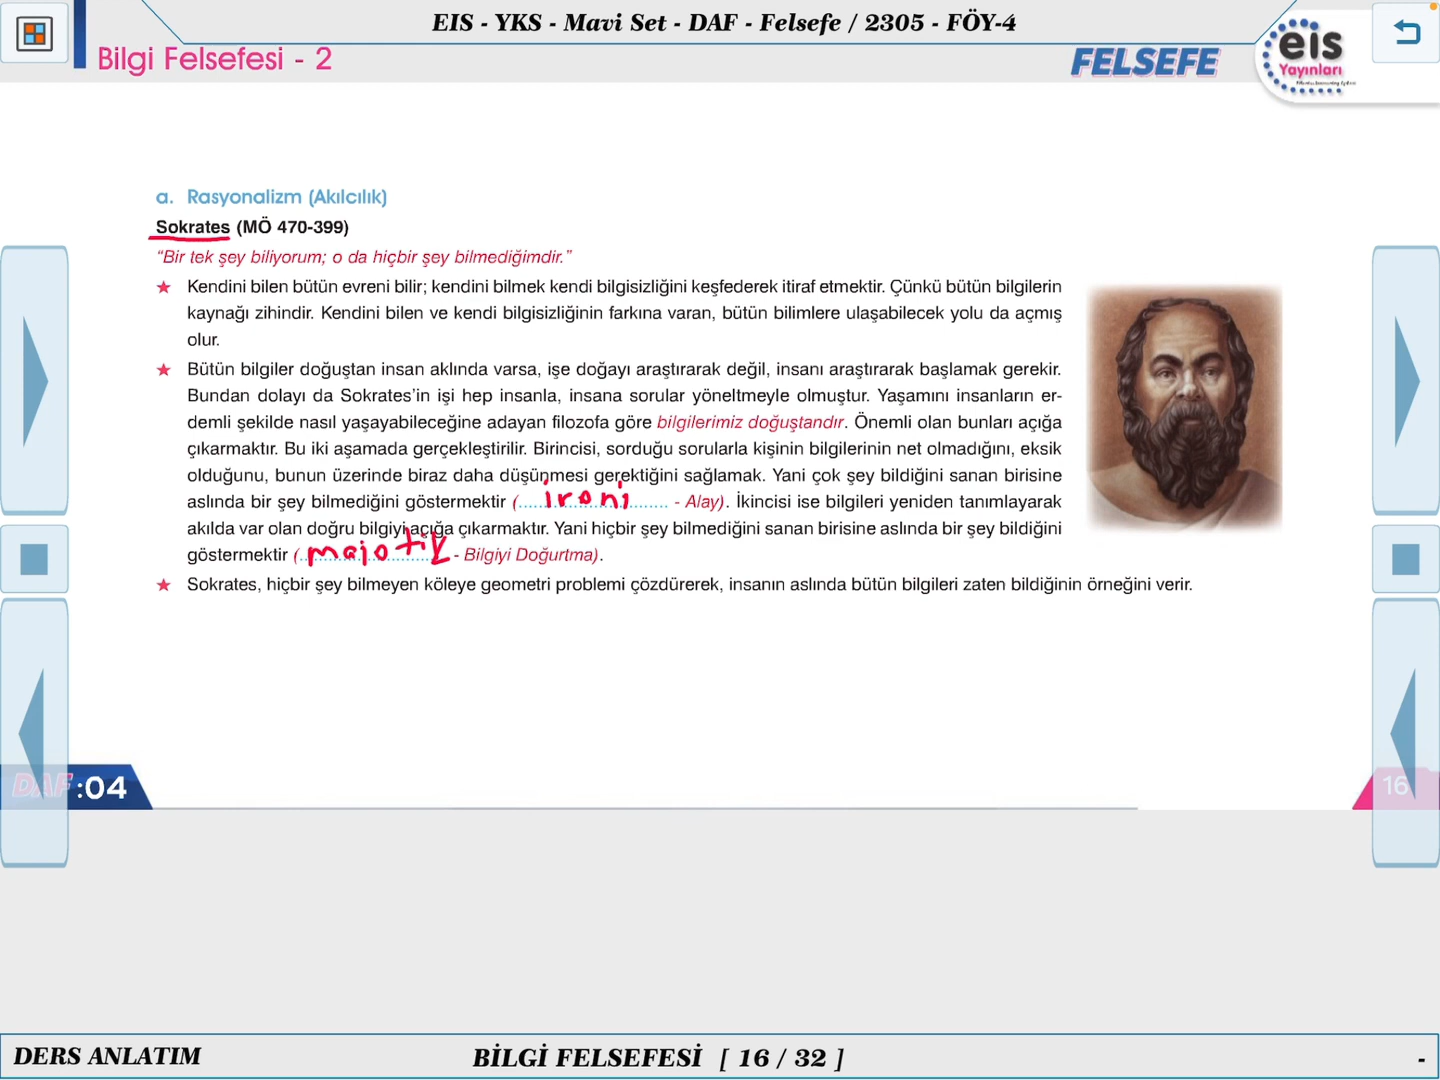 EIS - YKS - Mavi Set - DAF - Felsefe / 2305 - FÖY-4
Bilgi Felsefesi - 2
FELSEFE
eis
Yayınları
a. Rasyonalizm (Akılcılık)
Sokrates (MÖ 470-399)
“Bir tek şey biliyorum; o da hiçbir şey bilmediğimdir.”
★ Kendini bilen bütün evreni bilir; kendini bilmek kendi bilgisizliğini keşfederek itiraf etmektir. Çünkü bütün bilgilerin
kaynağı zihindir. Kendini bilen ve kendi bilgisizliğinin farkına varan, bütün bilimlere ulaşabilecek yolu da açmış
olur.
★ Bütün bilgiler doğuştan insan aklında varsa, işe doğayı araştırarak değil, insanı araştırarak başlamak gerekir.
Bundan dolayı da Sokrates’in işi hep insanla, insana sorular yöneltmeyle olmuştur. Yaşamını insanların er-
demli şekilde nasıl yaşayabileceğine adayan filozofa göre bilgilerimiz doğuştandır. Önemli olan bunları açığa
çıkarmaktır. Bu iki aşamada gerçekleştirilir. Birincisi, sorduğu sorularla kişinin bilgilerinin net olmadığını, eksik
olduğunu, bunun üzerinde biraz daha düşünmesi gerektiğini sağlamak. Yani çok şey bildiğini sanan birisine
aslında bir şey bilmediğini göstermektir (ironi - Alay). İkincisi ise bilgileri yeniden tanımlayarak
akılda var olan doğru bilgiyi açığa çıkarmaktır. Yani hiçbir şey bilmediğini sanan birisine aslında bir şey bildiğini
göstermektir (majotik - Bilgiyi Doğurtma).
★ Sokrates, hiçbir şey bilmeyen köleye geometri problemi çözdürerek, insanın aslında bütün bilgileri zaten bildiğinin örneğini verir.
DAF :04
16
DERS ANLATIM
BİLGİ FELSEFESİ [ 16 / 32 ]
-